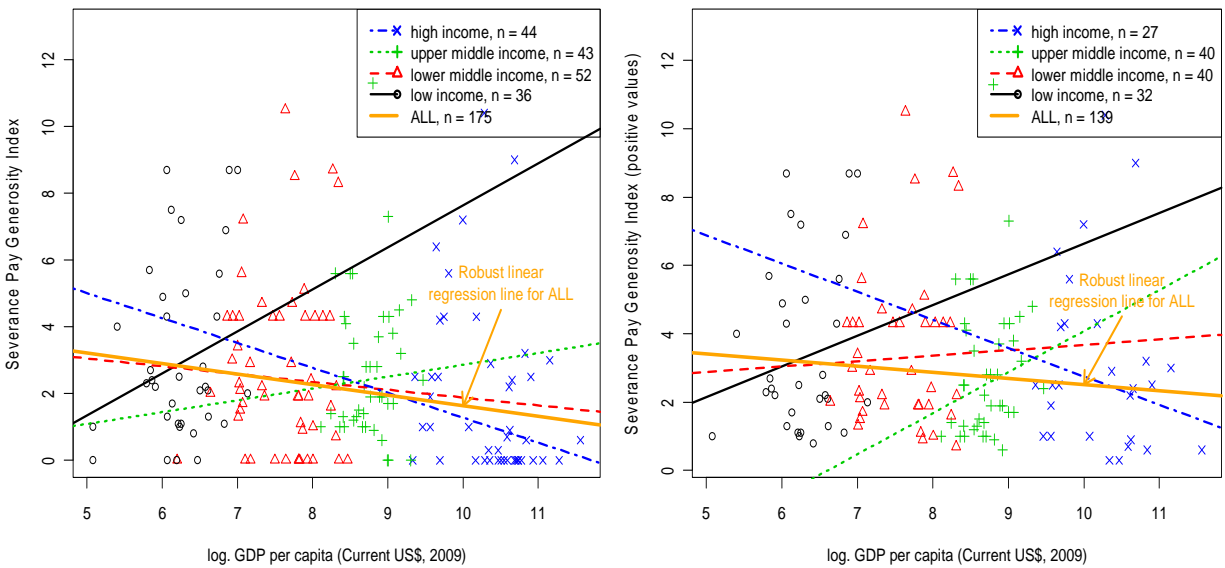 high income, n = 44
upper middle income, n = 43
lower middle income, n = 52
low income, n = 36
ALL, n = 175
Robust linear
regression line for ALL
Severance Pay Generosity Index
0
2
4
6
8
10
12
5 6 7 8 9 10 11
log. GDP per capita (Current US$, 2009)
high income, n = 27
upper middle income, n = 40
lower middle income, n = 40
low income, n = 32
ALL, n = 139
Robust linear
regression line for ALL
Severance Pay Generosity Index (positive values)
0
2
4
6
8
10
12
5 6 7 8 9 10 11
log. GDP per capita (Current US$, 2009)